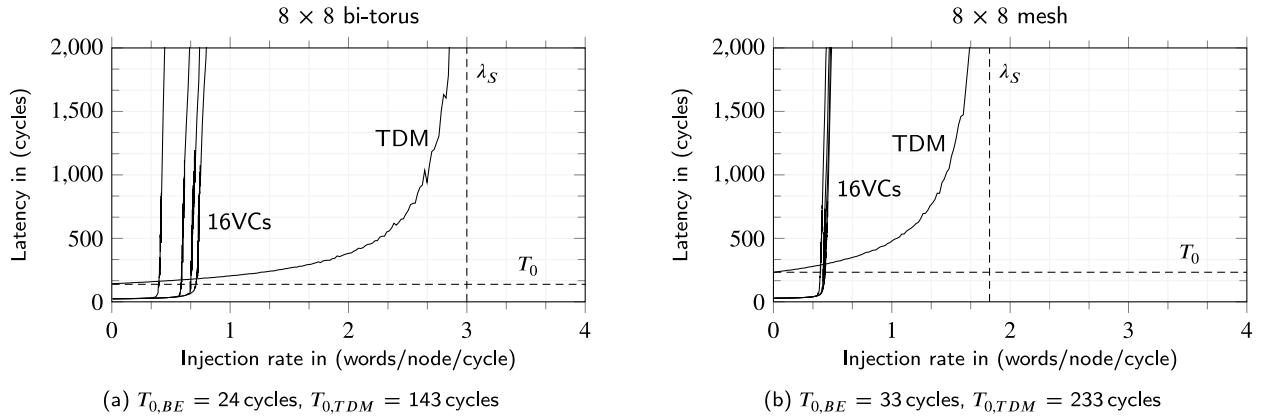 8 × 8 bi-torus
Latency in (cycles)
2,000
1,500
1,000
500
0
0 1 2 3 4
TDM
16VCs
λ_S
T_0
Injection rate in (words/node/cycle)
(a) T_{0,BE} = 24 cycles, T_{0,TDM} = 143 cycles
8 × 8 mesh
Latency in (cycles)
2,000
1,500
1,000
500
0
0 1 2 3 4
TDM
16VCs
λ_S
T_0
Injection rate in (words/node/cycle)
(b) T_{0,BE} = 33 cycles, T_{0,TDM} = 233 cycles